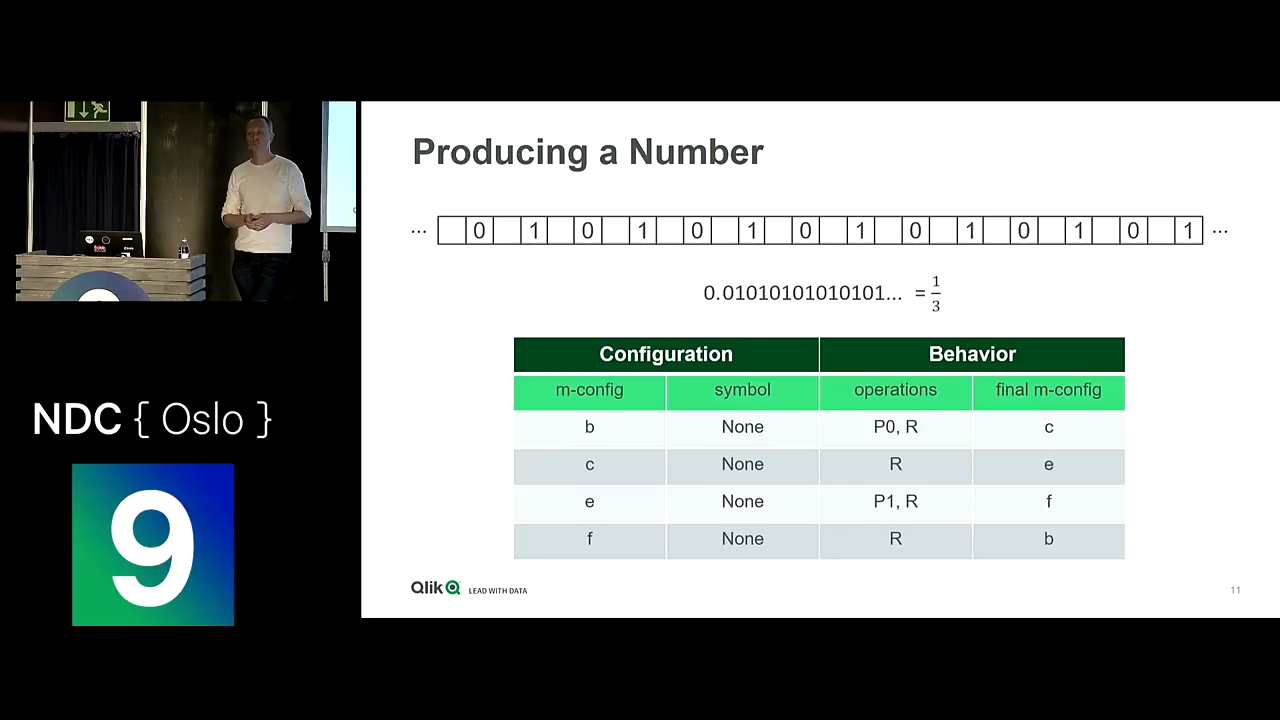 Producing a Number
... 0 1 0 1 0 1 0 1 0 1 0 1 0 1 ...
0.01010101010101... = 1/3
Configuration Behavior
m-config symbol operations final m-config
b None P0, R c
c None R e
e None P1, R f
f None R b
NDC { Oslo }
9
Qlik LEAD WITH DATA 11